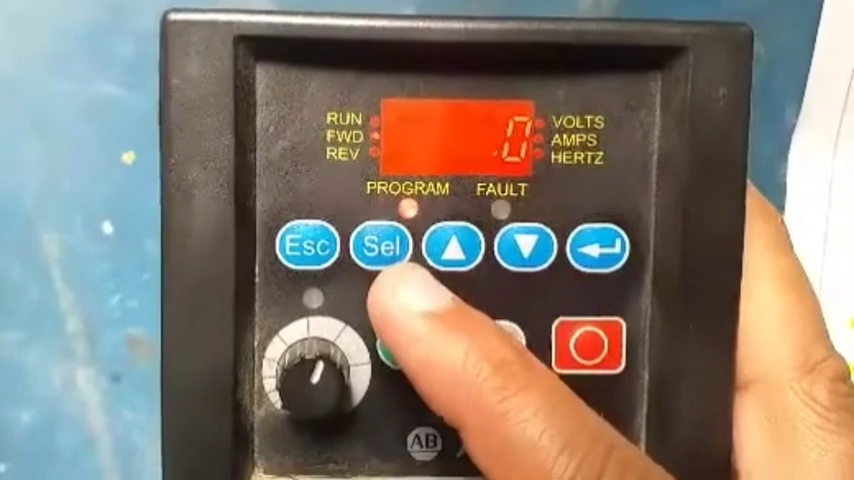 RUN
FWD
REV
0
VOLTS
AMPS
HERTZ
PROGRAM FAULT
Esc Sel
AB